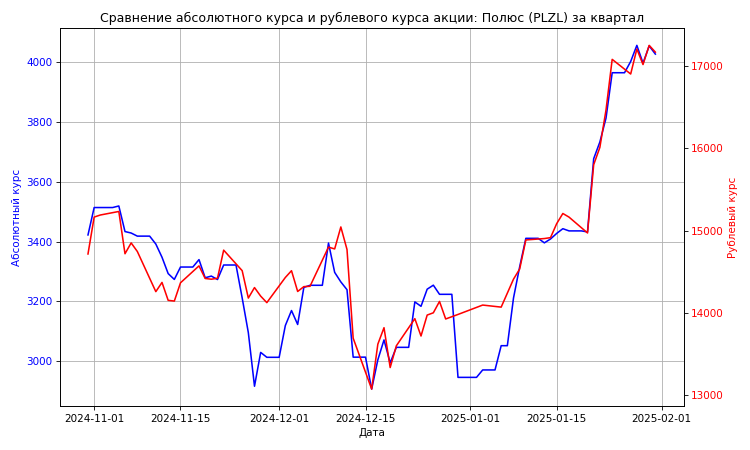 Сравнение абсолютного курса и рублевого курса акции: Полюс (PLZL) за квартал
4000
3800
3600
3400
3200
3000
Абсолютный курс
17000
16000
15000
14000
13000
Рублевый курс
2024-11-01 2024-11-15 2024-12-01 2024-12-15 2025-01-01 2025-01-15 2025-02-01
Дата